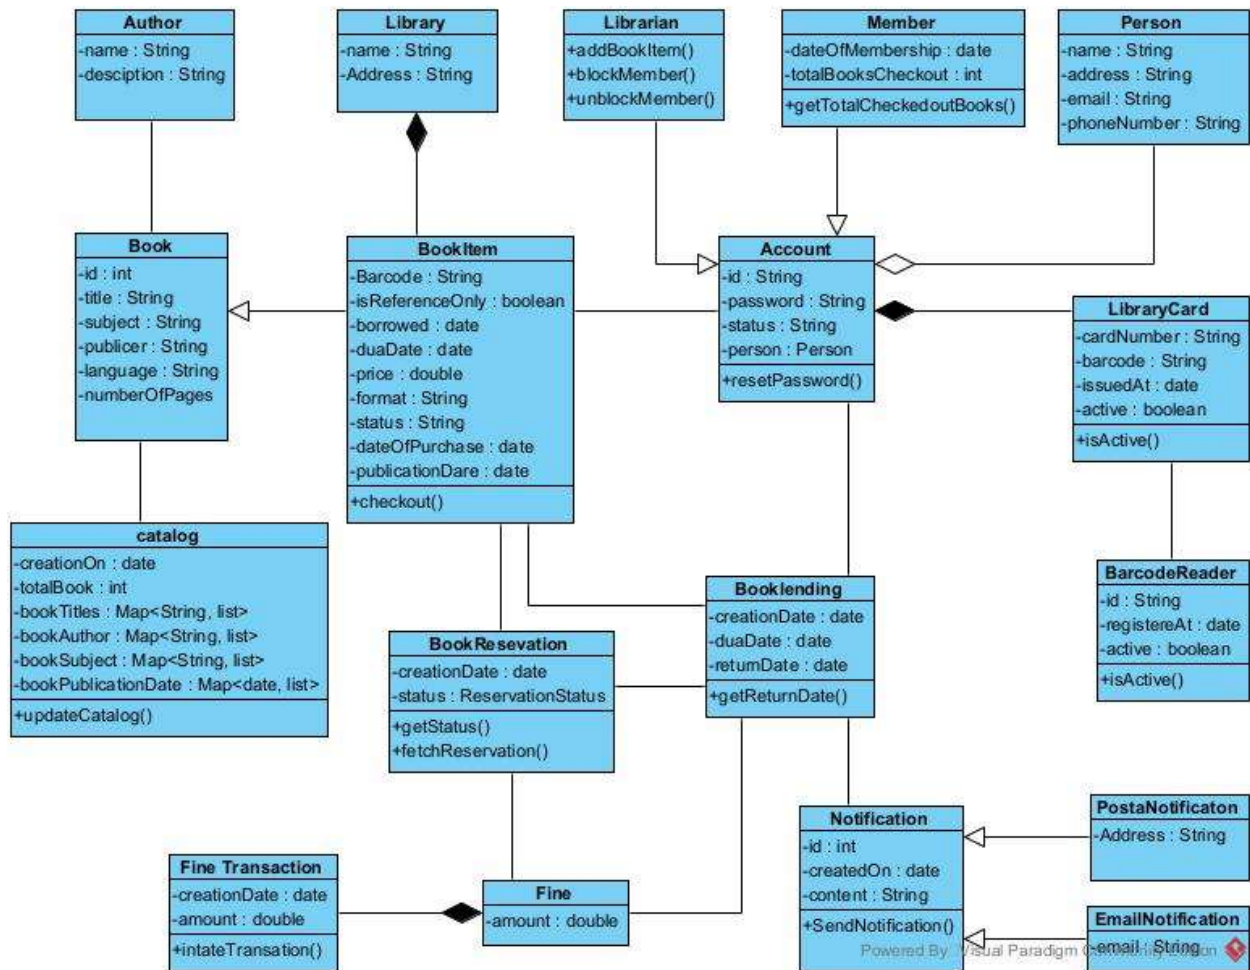 Author
-name : String
-desciption : String
Library
-name : String
-Address : String
Librarian
+addBookItem()
+blockMember()
+unblockMember()
Member
-dateOfMembership : date
-totalBooksCheckout : int
+getTotalCheckedoutBooks()
Person
-name : String
-address : String
-email : String
-phoneNumber : String
Book
-id : int
-title : String
-subject : String
-publicer : String
-language : String
-numberOfPages
BookItem
-Barcode : String
-isReferenceOnly : boolean
-borrowed : date
-duaDate : date
-price : double
-format : String
-status : String
-dateOfPurchase : date
-publicationDare : date
+checkout()
Account
-id : String
-password : String
-status : String
-person : Person
+resetPassword()
LibraryCard
-cardNumber : String
-barcode : String
-issuedAt : date
-active : boolean
+isActive()
catalog
-creationOn : date
-totalBook : int
-bookTitles : Map<String, list>
-bookAuthor : Map<String, list>
-bookSubject : Map<String, list>
-bookPublicationDate : Map<date, list>
+updateCatalog()
BookResevation
-creationDate : date
-status : ReservationStatus
+getStatus()
+fetchReservation()
Booklending
-creationDate : date
-duaDate : date
-returnDate : date
+getReturnDate()
BarcodeReader
-id : String
-registereAt : date
-active : boolean
+isActive()
Fine Transaction
-creationDate : date
-amount : double
+intateTransation()
Fine
-amount : double
Notification
-id : int
-createdOn : date
-content : String
+SendNotification()
PostaNotificaton
-Address : String
EmailNotification
-email : String
Powered By Visual Paradigm Community Edition